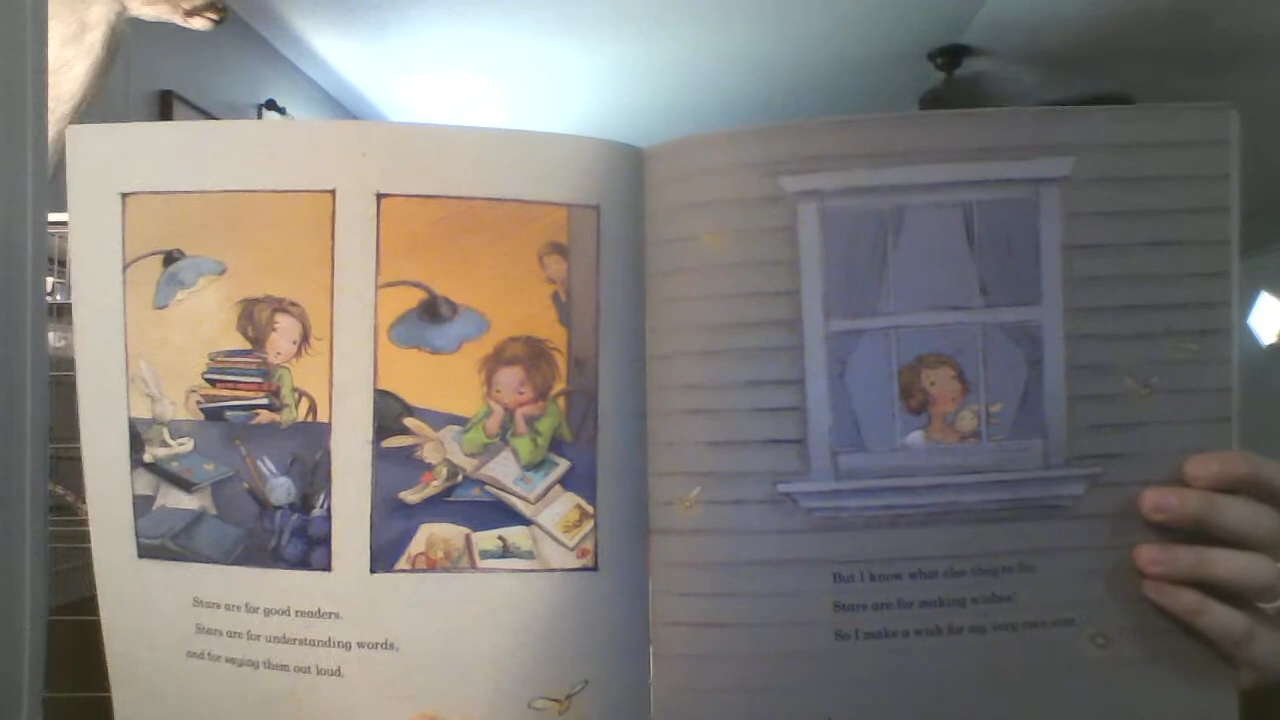 Stars are for good readers.
Stars are for understanding words,
and for saying them out loud.
But I know what else they're for.
Stars are for making wishes!
So I make a wish for my very own star.